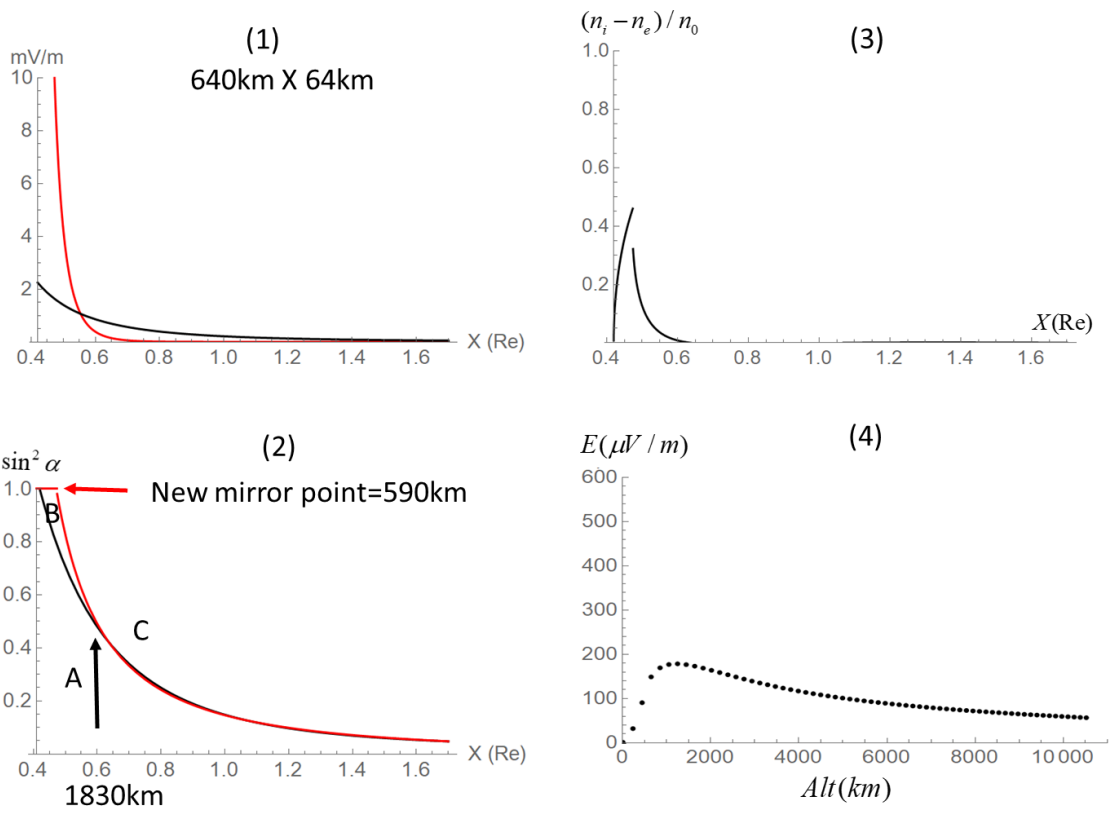 (1)
mV/m
640km X 64km
10
8
6
4
2
0.4 0.6 0.8 1.0 1.2 1.4 1.6
X (Re)
(n_i − n_e) / n_0
(3)
1.0
0.8
0.6
0.4
0.2
X(Re)
0.4 0.6 0.8 1.0 1.2 1.4 1.6
(2)
sin² α
1.0
New mirror point=590km
B
0.8
0.6
C
0.4
A
0.2
X (Re)
0.4 0.6 0.8 1.0 1.2 1.4 1.6
1830km
(4)
E(μV / m)
600
500
400
300
200
100
0
0 2000 4000 6000 8000 10000
Alt(km)